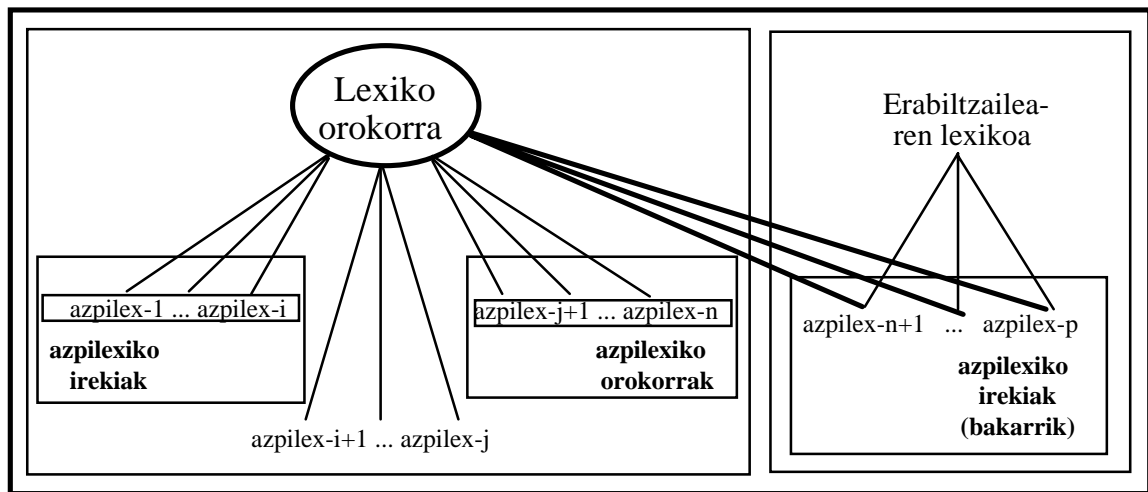 Lexiko
orokorra
azpilex-1 ... azpilex-i
azpilexiko
irekiak
azpilex-i+1 ... azpilex-j
azpilex-j+1 ... azpilex-n
azpilexiko
orokorrak
Erabiltzailea-
ren lexikoa
azpilex-n+1 ... azpilex-p
azpilexiko
irekiak
(bakarrik)